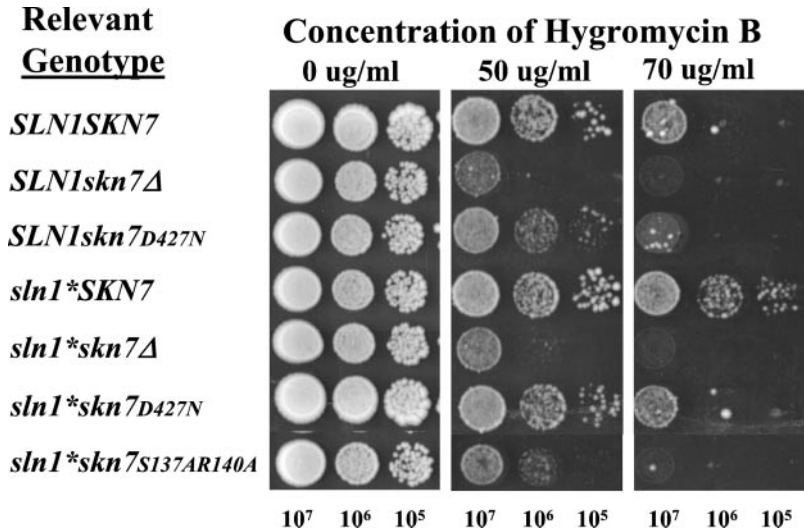 Relevant
Genotype
Concentration of Hygromycin B
0 ug/ml 50 ug/ml 70 ug/ml
SLN1SKN7
SLN1skn7Δ
SLN1skn7D427N
sln1*SKN7
sln1*skn7Δ
sln1*skn7D427N
sln1*skn7S137AR140A
10⁷ 10⁶ 10⁵ 10⁷ 10⁶ 10⁵ 10⁷ 10⁶ 10⁵